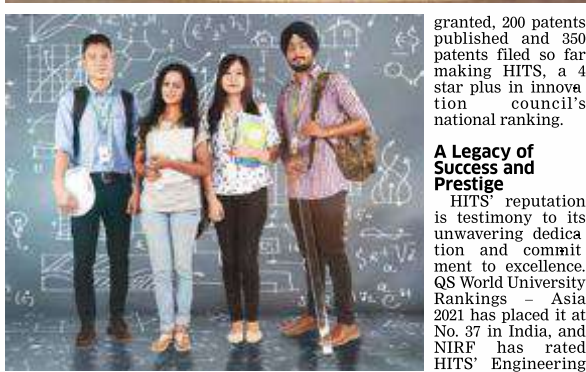 granted, 200 patents
published and 350
patents filed so far
making HITS, a 4
star plus in innova
tion council's
national ranking.
A Legacy of
Success and
Prestige
HITS' reputation
is testimony to its
unwavering dedica
tion and commit
ment to excellence.
QS World University
Rankings – Asia
2021 has placed it at
No. 37 in India, and
NIRF has rated
HITS' Engineering